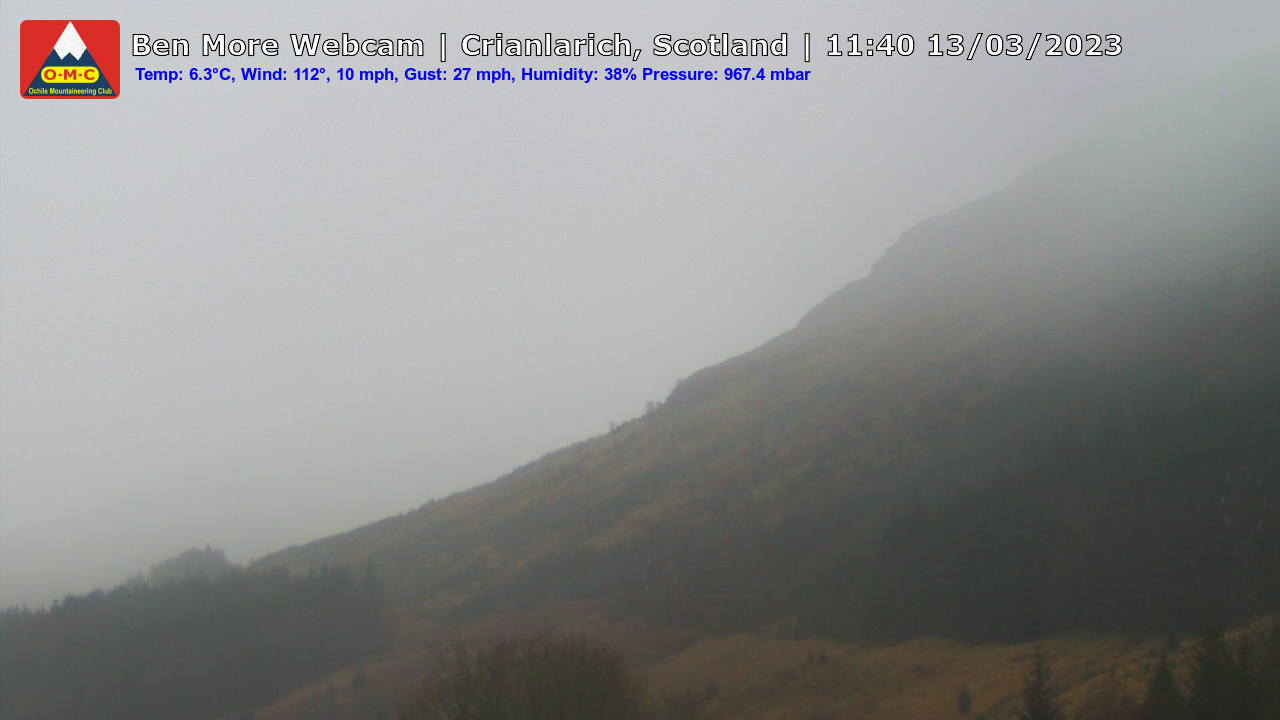 Ben More Webcam | Crianlarich, Scotland | 11:40 13/03/2023
Temp: 6.3°C, Wind: 112°, 10 mph, Gust: 27 mph, Humidity: 38% Pressure: 967.4 mbar
O·M·C
Ochils Mountaineering Club